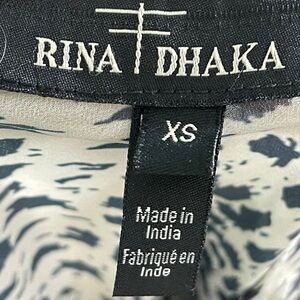 RINA DHAKA
XS
Made in
India
Fabriqué en
Inde